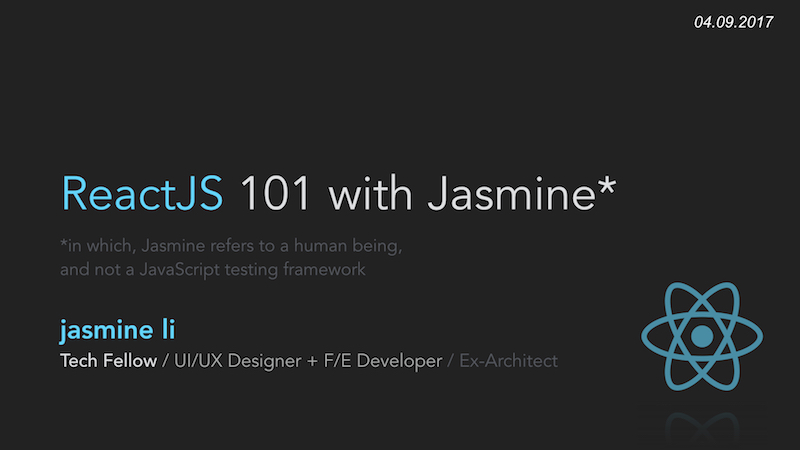 04.09.2017
ReactJS 101 with Jasmine*
*in which, Jasmine refers to a human being,
and not a JavaScript testing framework
jasmine li
Tech Fellow / UI/UX Designer + F/E Developer / Ex-Architect